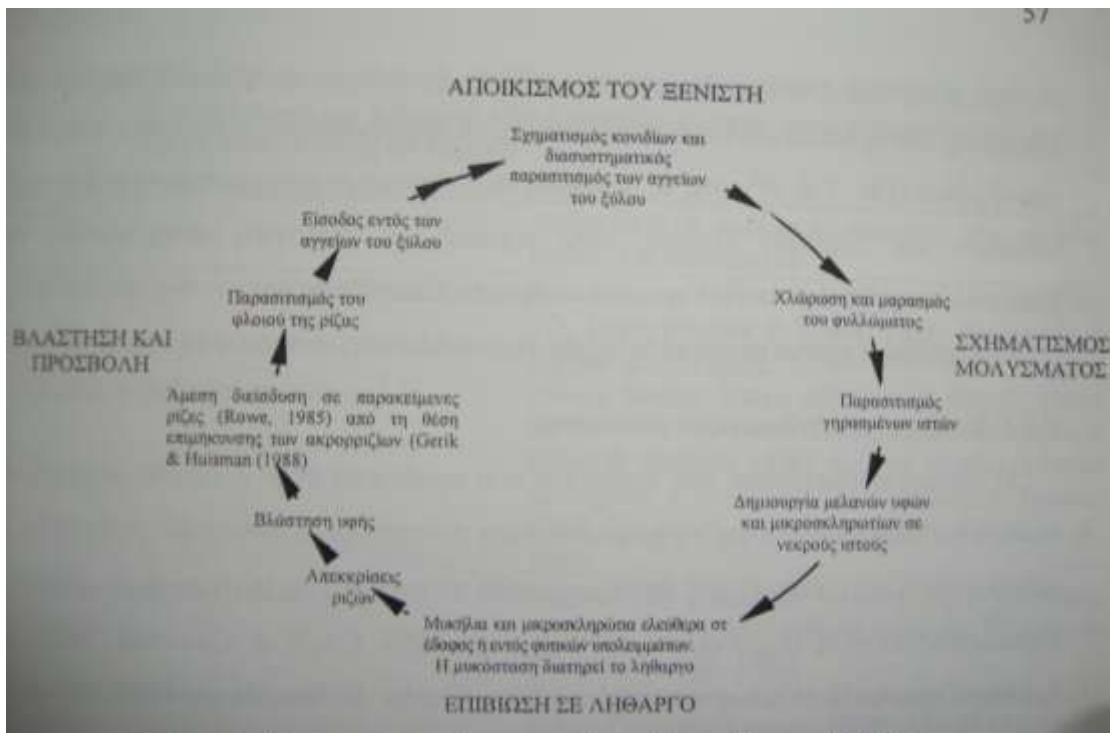 57
ΑΠΟΙΚΙΣΜΟΣ ΤΟΥ ΞΕΝΙΣΤΗ
Σχηματισμός κονιδίων και
διασυστηματικός
παρασιτισμός των αγγείων
του ξύλου
Είσοδος εντός των
αγγείων του ξύλου
Παρασιτισμός του
φλοιού της ρίζας
ΒΛΑΣΤΗΣΗ ΚΑΙ
ΠΡΟΣΒΟΛΗ
Άμεση διείσδυση σε παρακείμενες
ρίζες (Rowe, 1985) από τη θέση
επιμήκυνσης των ακρορριζίων (Gerik
& Huisman (1988)
Βλάστηση υφής
Απεκκρίσεις
ριζών
Χλώρωση και μαρασμός
του φυλλώματος
ΣΧΗΜΑΤΙΣΜΟΣ
ΜΟΛΥΣΜΑΤΟΣ
Παρασιτισμός
γηρασμένων ιστών
Δημιουργία μελανών υφών
και μικροσκληρωτίων σε
νεκρούς ιστούς
Μυκήλια και μικροσκληρώτια ελεύθερα στ
έδαφος ή εντός φυτικών υπολειμμάτων.
Η μυκόσταση διατηρεί το λήθαργο
ΕΠΙΒΙΩΣΗ ΣΕ ΛΗΘΑΡΓΟ